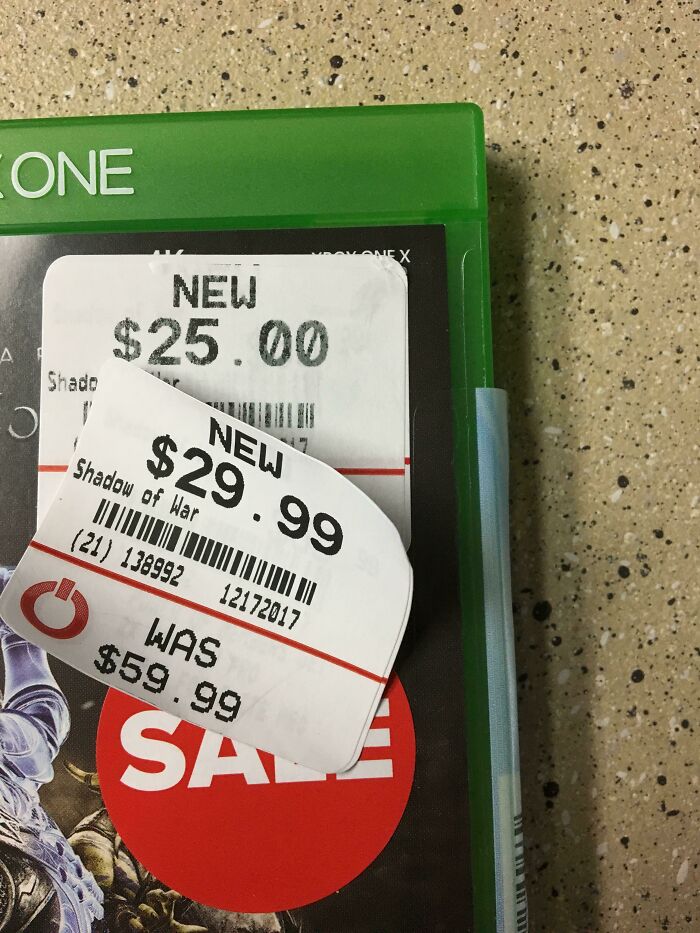 ONE
4K
XBOX ONE X
NEW
$25.00
Shado
NEW
$29.99
Shadow of War
(21) 138992 12172017
WAS
$59.99
SALE